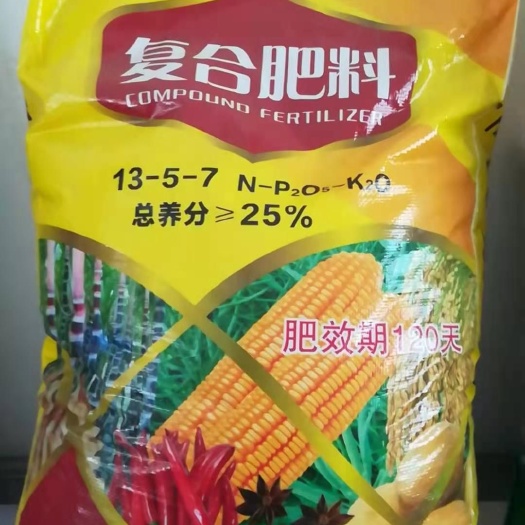 复合肥料
COMPOUND FERTILIZER
13-5-7 N-P₂O₅-K₂O
总养分≥25%
肥效期120天